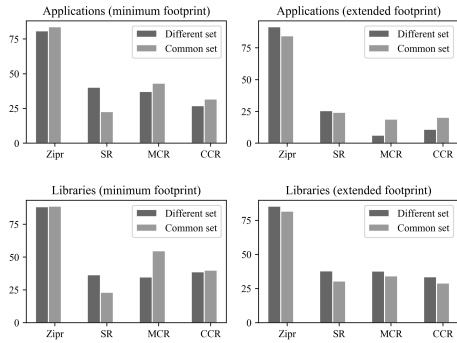 Applications (minimum footprint)
75
50
25
0
Different set
Common set
Zipr SR MCR CCR
Applications (extended footprint)
75
50
25
0
Different set
Common set
Zipr SR MCR CCR
Libraries (minimum footprint)
75
50
25
0
Different set
Common set
Zipr SR MCR CCR
Libraries (extended footprint)
75
50
25
0
Different set
Common set
Zipr SR MCR CCR